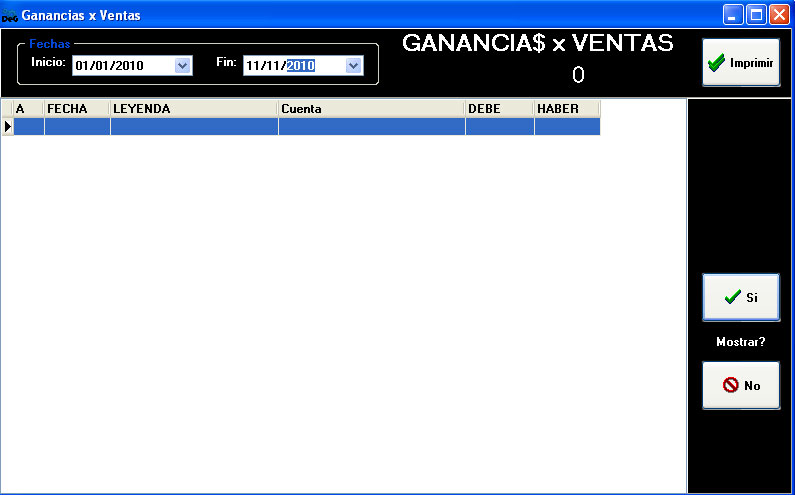 DeG Ganancias x Ventas
Fechas
Inicio: 01/01/2010 Fin: 11/11/2010
GANANCIA$ x VENTAS
0
Imprimir
A FECHA LEYENDA Cuenta DEBE HABER
Si
Mostrar?
No